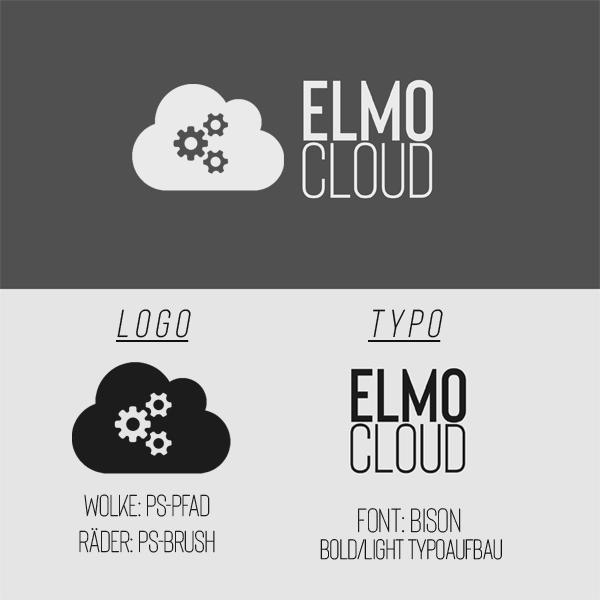 ELMO
CLOUD
LOGO
TYPO
ELMO
CLOUD
WOLKE: PS-PFAD
RÄDER: PS-BRUSH
FONT: BISON
BOLD/LIGHT TYPOAUFBAU